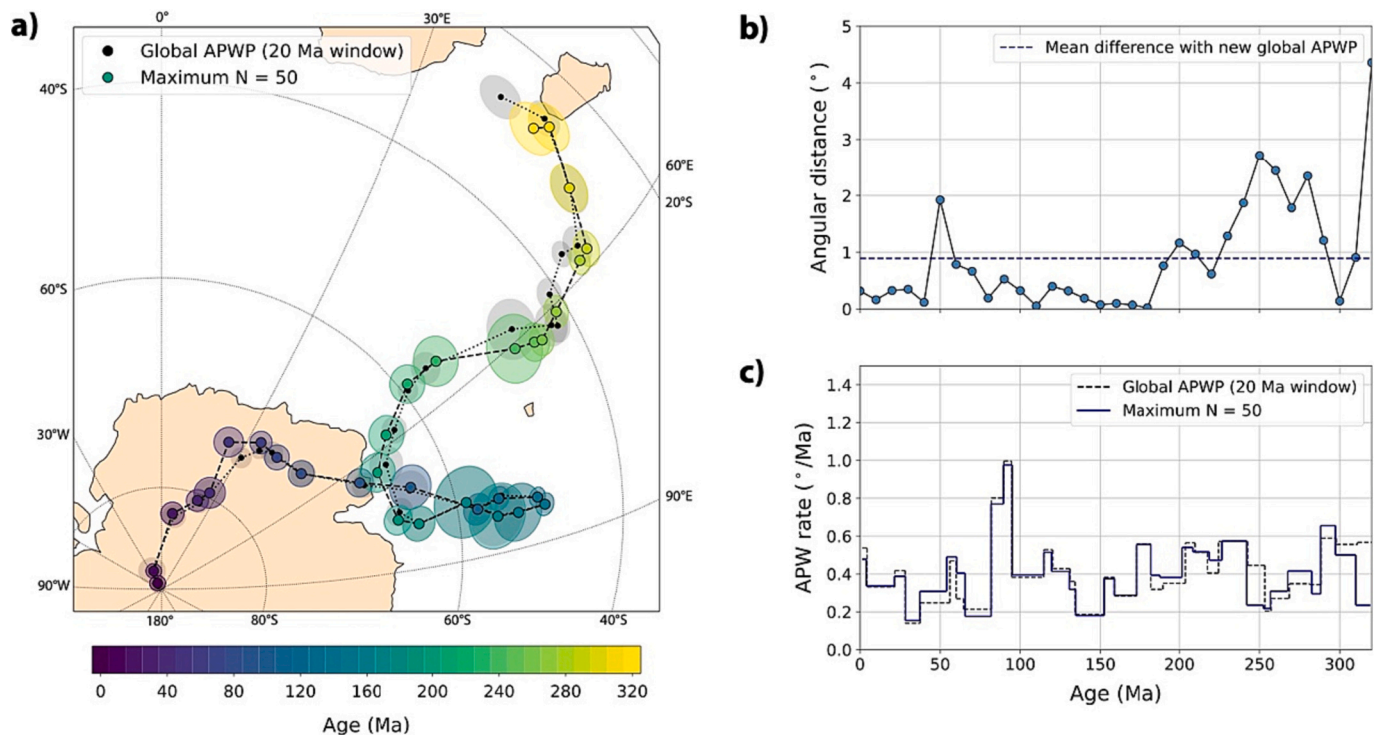 a)
0°
30°E
Global APWP (20 Ma window)
Maximum N = 50
40°S
60°E
20°S
60°S
30°W
90°E
90°W
180°
80°S
60°S
40°S
0
40
80
120
160
200
240
280
320
Age (Ma)
b)
5
4
3
2
1
0
Angular distance (°)
Mean difference with new global APWP
c)
1.4
1.2
1.0
0.8
0.6
0.4
0.2
0.0
APW rate (°/Ma)
Global APWP (20 Ma window)
Maximum N = 50
0
50
100
150
200
250
300
Age (Ma)